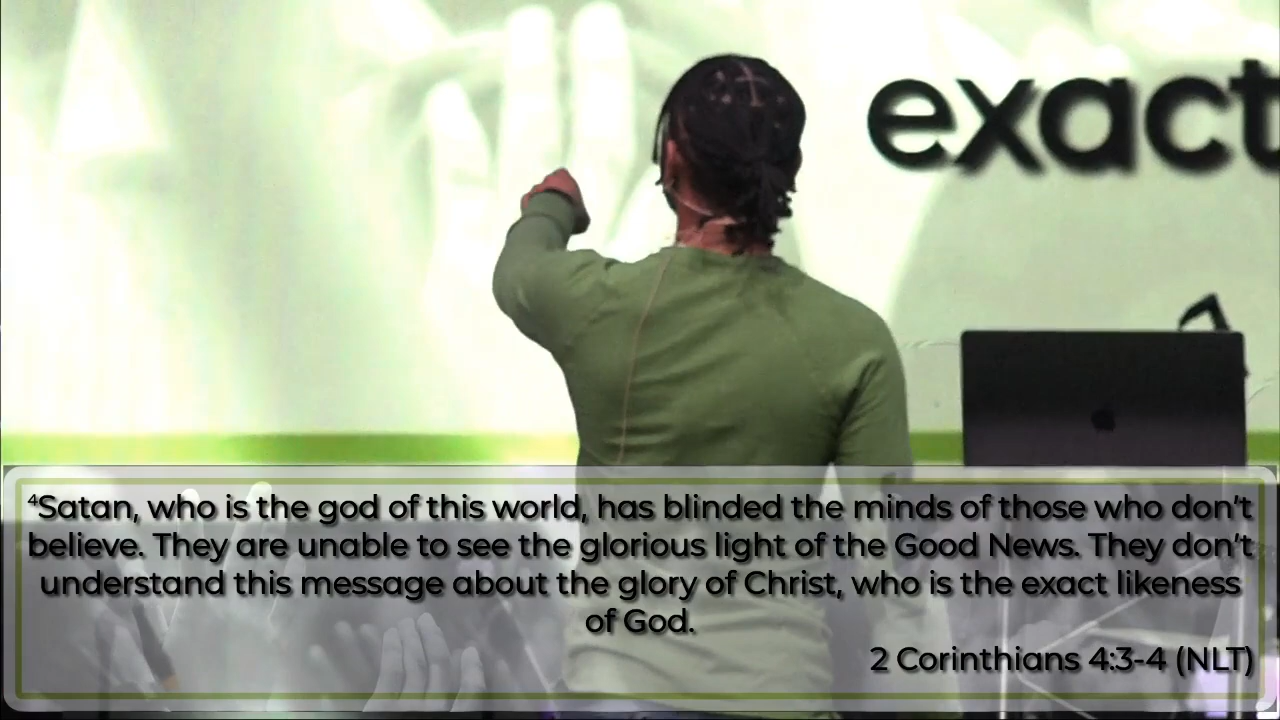 exact
⁴Satan, who is the god of this world, has blinded the minds of those who don't
believe. They are unable to see the glorious light of the Good News. They don't
understand this message about the glory of Christ, who is the exact likeness
of God.
2 Corinthians 4:3-4 (NLT)